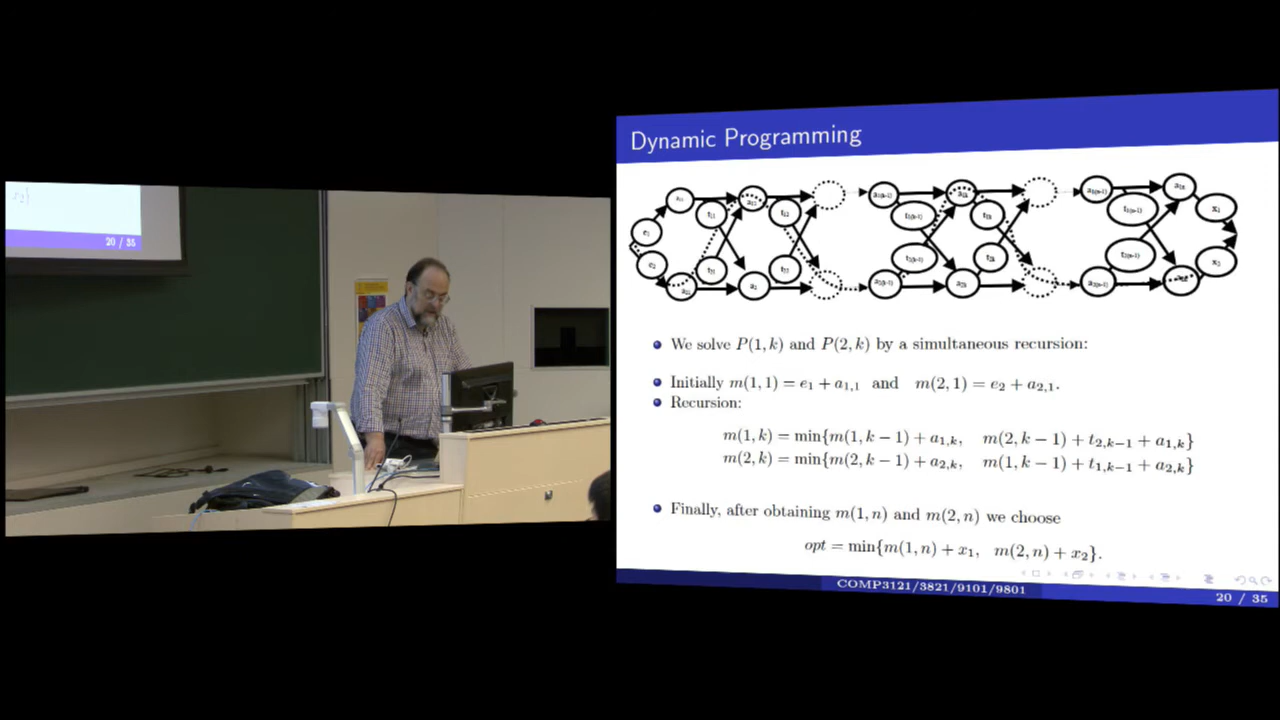 20 / 35
Dynamic Programming
We solve P(1, k) and P(2, k) by a simultaneous recursion:
Initially m(1, 1) = e₁ + a₁,₁ and m(2, 1) = e₂ + a₂,₁.
Recursion:
m(1, k) = min{m(1, k − 1) + a₁,ₖ, m(2, k − 1) + t₂,ₖ₋₁ + a₁,ₖ}
m(2, k) = min{m(2, k − 1) + a₂,ₖ, m(1, k − 1) + t₁,ₖ₋₁ + a₂,ₖ}
Finally, after obtaining m(1, n) and m(2, n) we choose
opt = min{m(1, n) + x₁, m(2, n) + x₂}.
COMP3121/3821/9101/9801
20 / 35